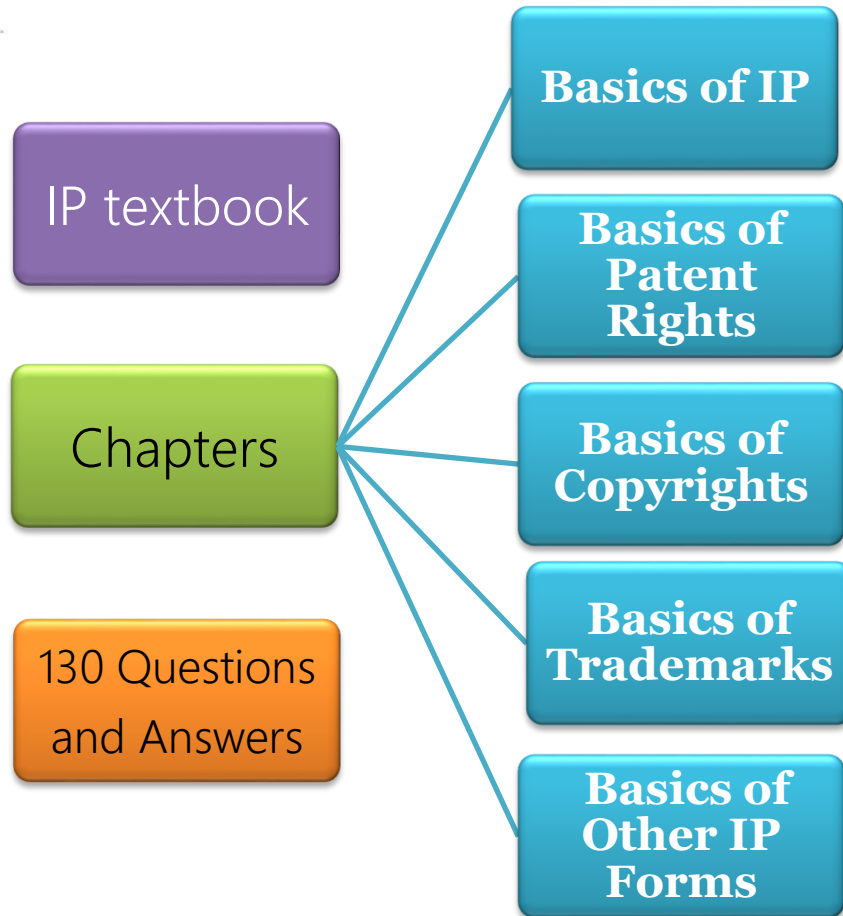 IP textbook
Chapters
130 Questions
and Answers
Basics of IP
Basics of
Patent
Rights
Basics of
Copyrights
Basics of
Trademarks
Basics of
Other IP
Forms